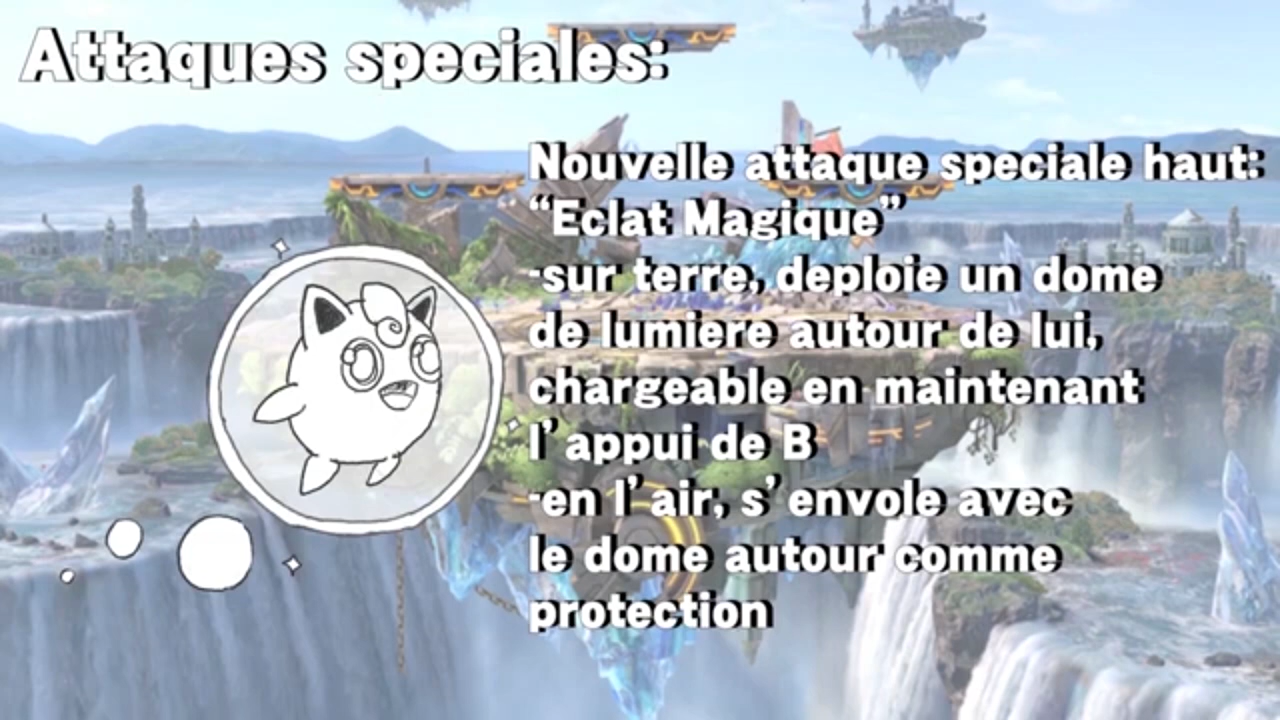 Attaques speciales:
Nouvelle attaque speciale haut:
“Eclat Magique”
-sur terre, deploie un dome
de lumiere autour de lui,
chargeable en maintenant
l’appui de B
-en l’air, s’envole avec
le dome autour comme
protection